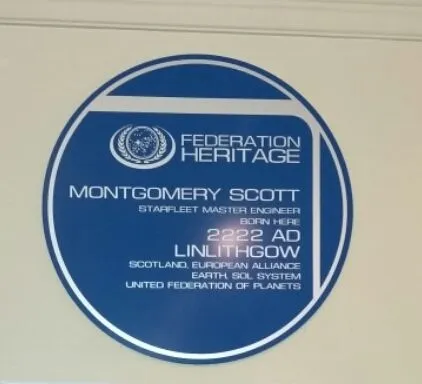 FEDERATION
HERITAGE
MONTGOMERY SCOTT
STARFLEET MASTER ENGINEER
BORN HERE
2222 AD
LINLITHGOW
SCOTLAND, EUROPEAN ALLIANCE
EARTH, SOL SYSTEM
UNITED FEDERATION OF PLANETS